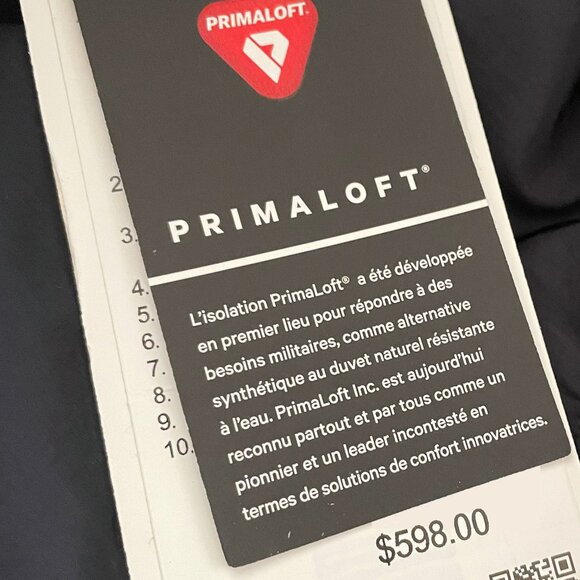 PRIMALOFT®
PRIMALOFT®
L'isolation PrimaLoft® a été développée
en premier lieu pour répondre à des
besoins militaires, comme alternative
synthétique au duvet naturel résistante
à l'eau. PrimaLoft Inc. est aujourd'hui
reconnu partout et par tous comme un
pionnier et un leader incontesté en
termes de solutions de confort innovatrices.
2
3.
4.
5.
6.
7.
8.
9.
10.
$598.00